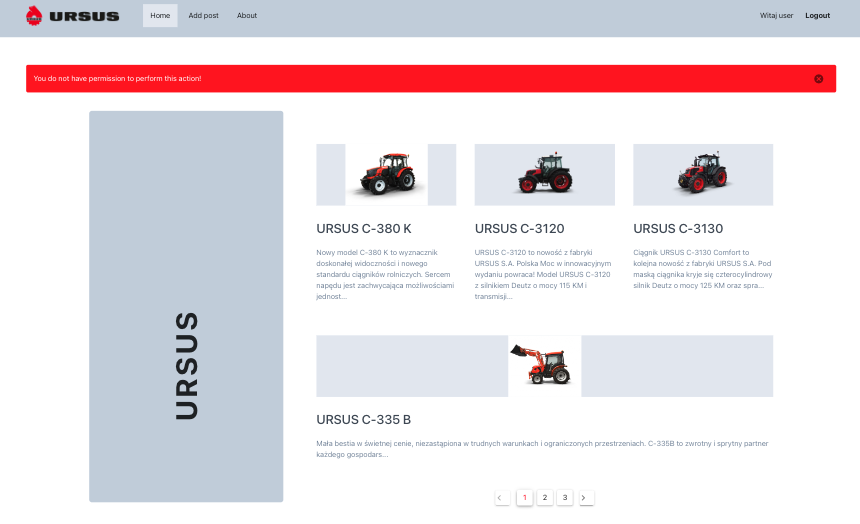 URSUS
Home Add post About Witaj user Logout
You do not have permission to perform this action!
URSUS
URSUS C-380 K
Nowy model C-380 K to wyznacznik
doskonałej widoczności i nowego
standardu ciągników rolniczych. Sercem
napędu jest zachwycająca możliwościami
jednost...
URSUS C-3120
URSUS C-3120 to nowość z fabryki
URSUS S.A. Polska Moc w innowacyjnym
wydaniu powraca! Model URSUS C-3120
z silnikiem Deutz o mocy 115 KM i
transmisji...
URSUS C-3130
Ciągnik URSUS C-3130 Comfort to
kolejna nowość z fabryki URSUS S.A. Pod
maską ciągnika kryje się czterocylindrowy
silnik Deutz o mocy 125 KM oraz spra...
URSUS C-335 B
Mała bestia w świetnej cenie, niezastąpiona w trudnych warunkach i ograniczonych przestrzeniach. C-335B to zwrotny i sprytny partner
każdego gospodars...
1 2 3